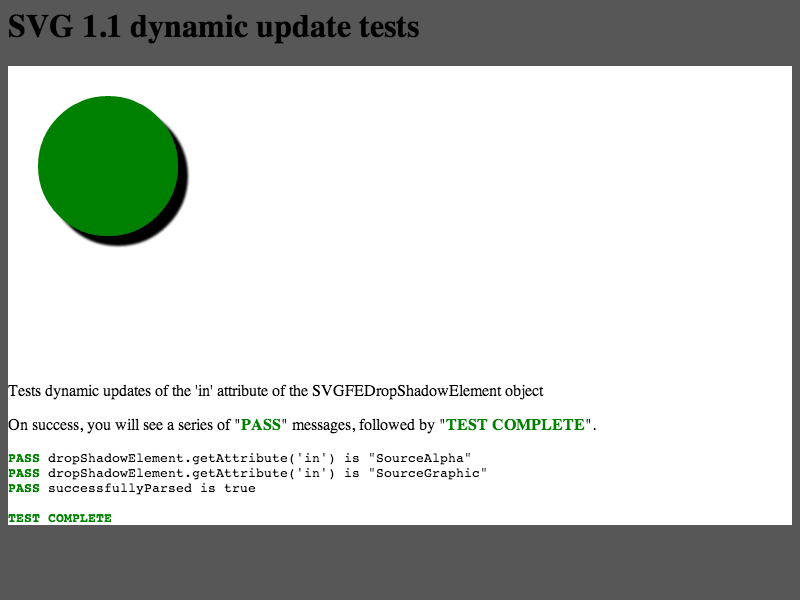 SVG 1.1 dynamic update tests
Tests dynamic updates of the 'in' attribute of the SVGFEDropShadowElement object
On success, you will see a series of "PASS" messages, followed by "TEST COMPLETE".
PASS dropShadowElement.getAttribute('in') is "SourceAlpha"
PASS dropShadowElement.getAttribute('in') is "SourceGraphic"
PASS successfullyParsed is true
TEST COMPLETE